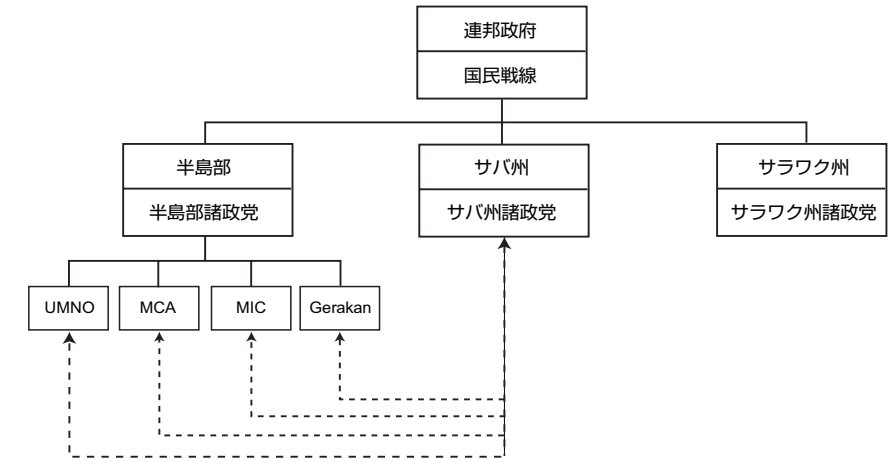 連邦政府
国民戦線
半島部
半島部諸政党
サバ州
サバ州諸政党
サラワク州
サラワク州諸政党
UMNO
MCA
MIC
Gerakan